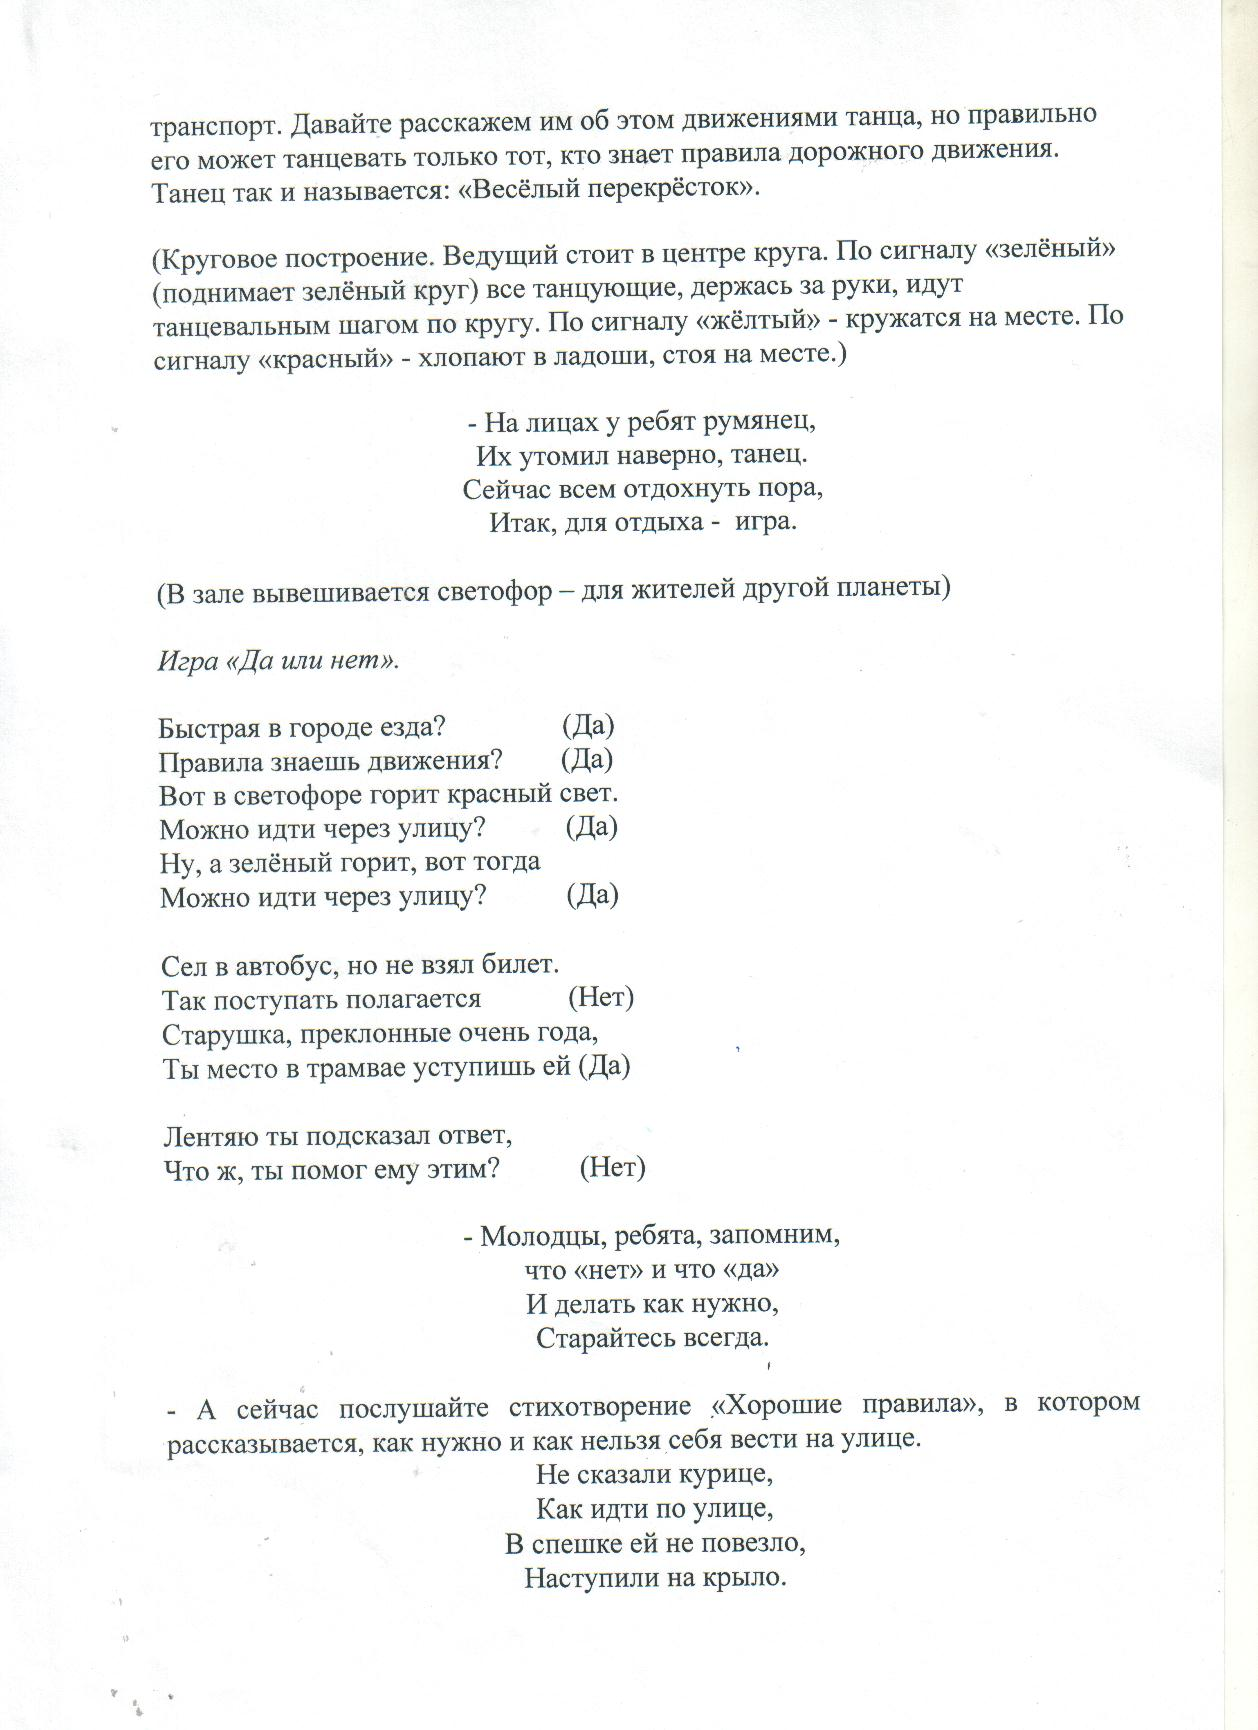 транспорт. Давайте расскажем им об этом движениями танца, но правильно
его может танцевать только тот, кто знает правила дорожного движения.
Танец так и называется: «Весёлый перекрёсток».
(Круговое построение. Ведущий стоит в центре круга. По сигналу «зелёный»
(поднимает зелёный круг) все танцующие, держась за руки, идут
танцевальным шагом по кругу. По сигналу «жёлтый» - кружатся на месте. По
сигналу «красный» - хлопают в ладоши, стоя на месте.)
- На лицах у ребят румянец,
Их утомил наверно, танец.
Сейчас всем отдохнуть пора,
Итак, для отдыха - игра.
(В зале вывешивается светофор – для жителей другой планеты)
Игра «Да или нет».
Быстрая в городе езда? (Да)
Правила знаешь движения? (Да)
Вот в светофоре горит красный свет.
Можно идти через улицу? (Да)
Ну, а зелёный горит, вот тогда
Можно идти через улицу? (Да)
Сел в автобус, но не взял билет.
Так поступать полагается (Нет)
Старушка, преклонные очень года,
Ты место в трамвае уступишь ей (Да)
Лентяю ты подсказал ответ,
Что ж, ты помог ему этим? (Нет)
- Молодцы, ребята, запомним,
что «нет» и что «да»
И делать как нужно,
Старайтесь всегда.
- А сейчас послушайте стихотворение «Хорошие правила», в котором
рассказывается, как нужно и как нельзя себя вести на улице.
Не сказали курице,
Как идти по улице,
В спешке ей не повезло,
Наступили на крыло.